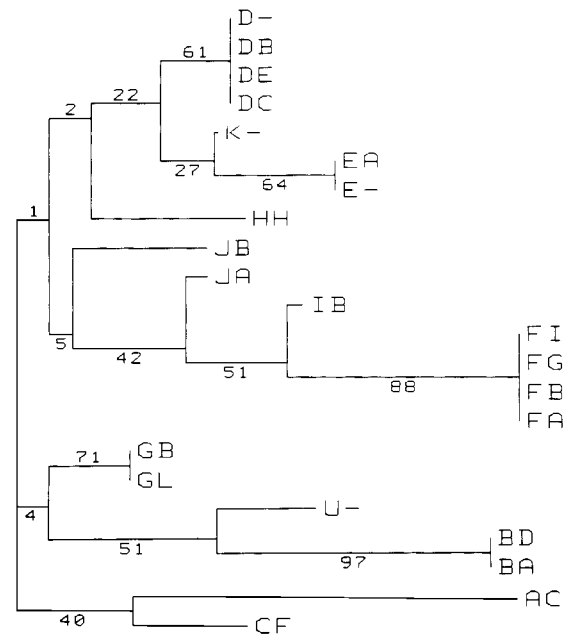 D-
DB
61
DE
22
DC
2
K-
EA
27
64
E-
1
HH
JB
JA
IB
5
42
FI
51
FG
88
FB
FA
71
GB
GL
4
U-
51
BD
97
BA
AC
40
CF